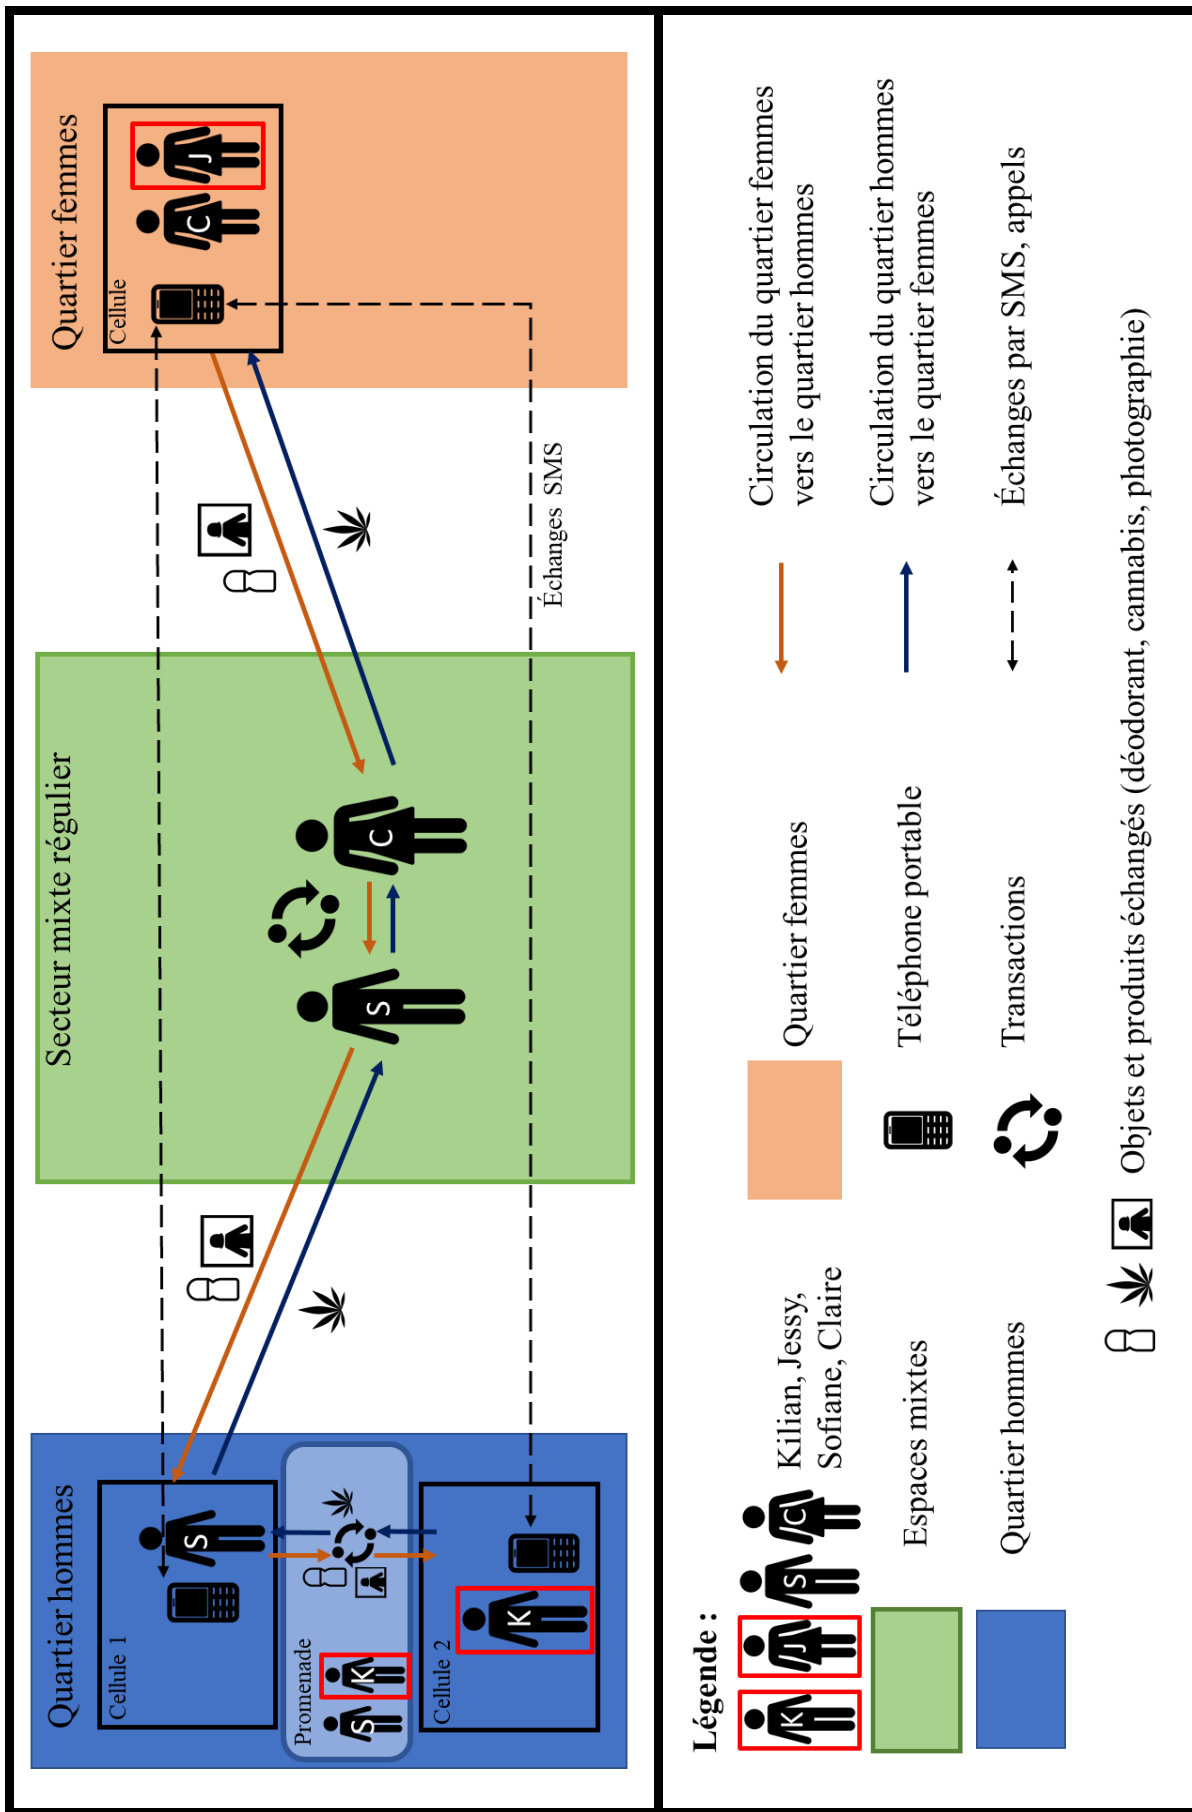 Quartier hommes
Cellule 1
S
Promenade
S
K
Cellule 2
K
Secteur mixte régulier
S
C
Quartier femmes
Cellule
C
J
Échanges SMS
Légende :
K
J
S
C
Kilian, Jessy,
Sofiane, Claire
Espaces mixtes
Quartier hommes
Quartier femmes
Téléphone portable
Transactions
Circulation du quartier femmes
vers le quartier hommes
Circulation du quartier hommes
vers le quartier femmes
Échanges par SMS, appels
Objets et produits échangés (déodorant, cannabis, photographie)